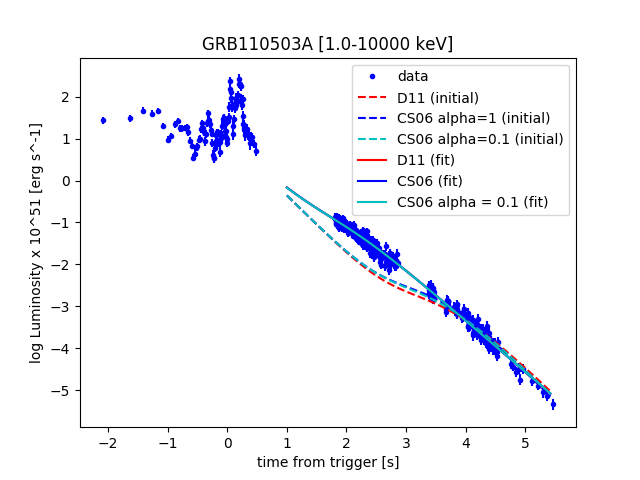 GRB110503A [1.0-10000 keV]
log Luminosity x 10^51 [erg s^-1]
2
1
0
−1
−2
−3
−4
−5
data
D11 (initial)
CS06 alpha=1 (initial)
CS06 alpha=0.1 (initial)
D11 (fit)
CS06 (fit)
CS06 alpha = 0.1 (fit)
−2 −1 0 1 2 3 4 5
time from trigger [s]